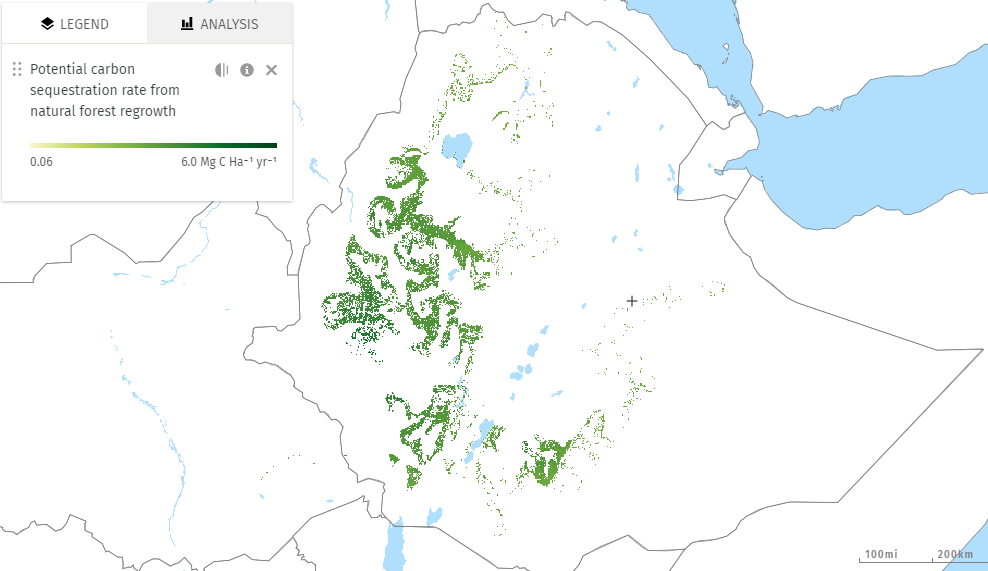 LEGEND
ANALYSIS
Potential carbon
sequestration rate from
natural forest regrowth
0.06
6.0 Mg C Ha⁻¹ yr⁻¹
100mi
200km